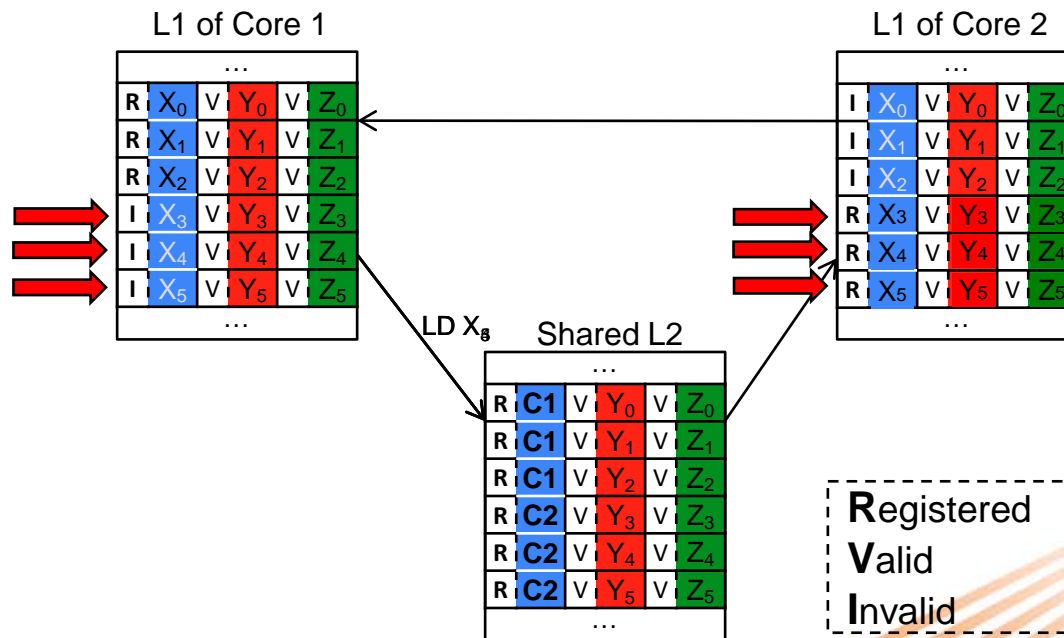 L1 of Core 1
…
R X0 V Y0 V Z0
R X1 V Y1 V Z1
R X2 V Y2 V Z2
I X3 V Y3 V Z3
I X4 V Y4 V Z4
I X5 V Y5 V Z5
…
L1 of Core 2
…
I X0 V Y0 V Z0
I X1 V Y1 V Z1
I X2 V Y2 V Z2
R X3 V Y3 V Z3
R X4 V Y4 V Z4
R X5 V Y5 V Z5
…
LD X
Shared L2
…
R C1 V Y0 V Z0
R C1 V Y1 V Z1
R C1 V Y2 V Z2
R C2 V Y3 V Z3
R C2 V Y4 V Z4
R C2 V Y5 V Z5
…
Registered
Valid
Invalid